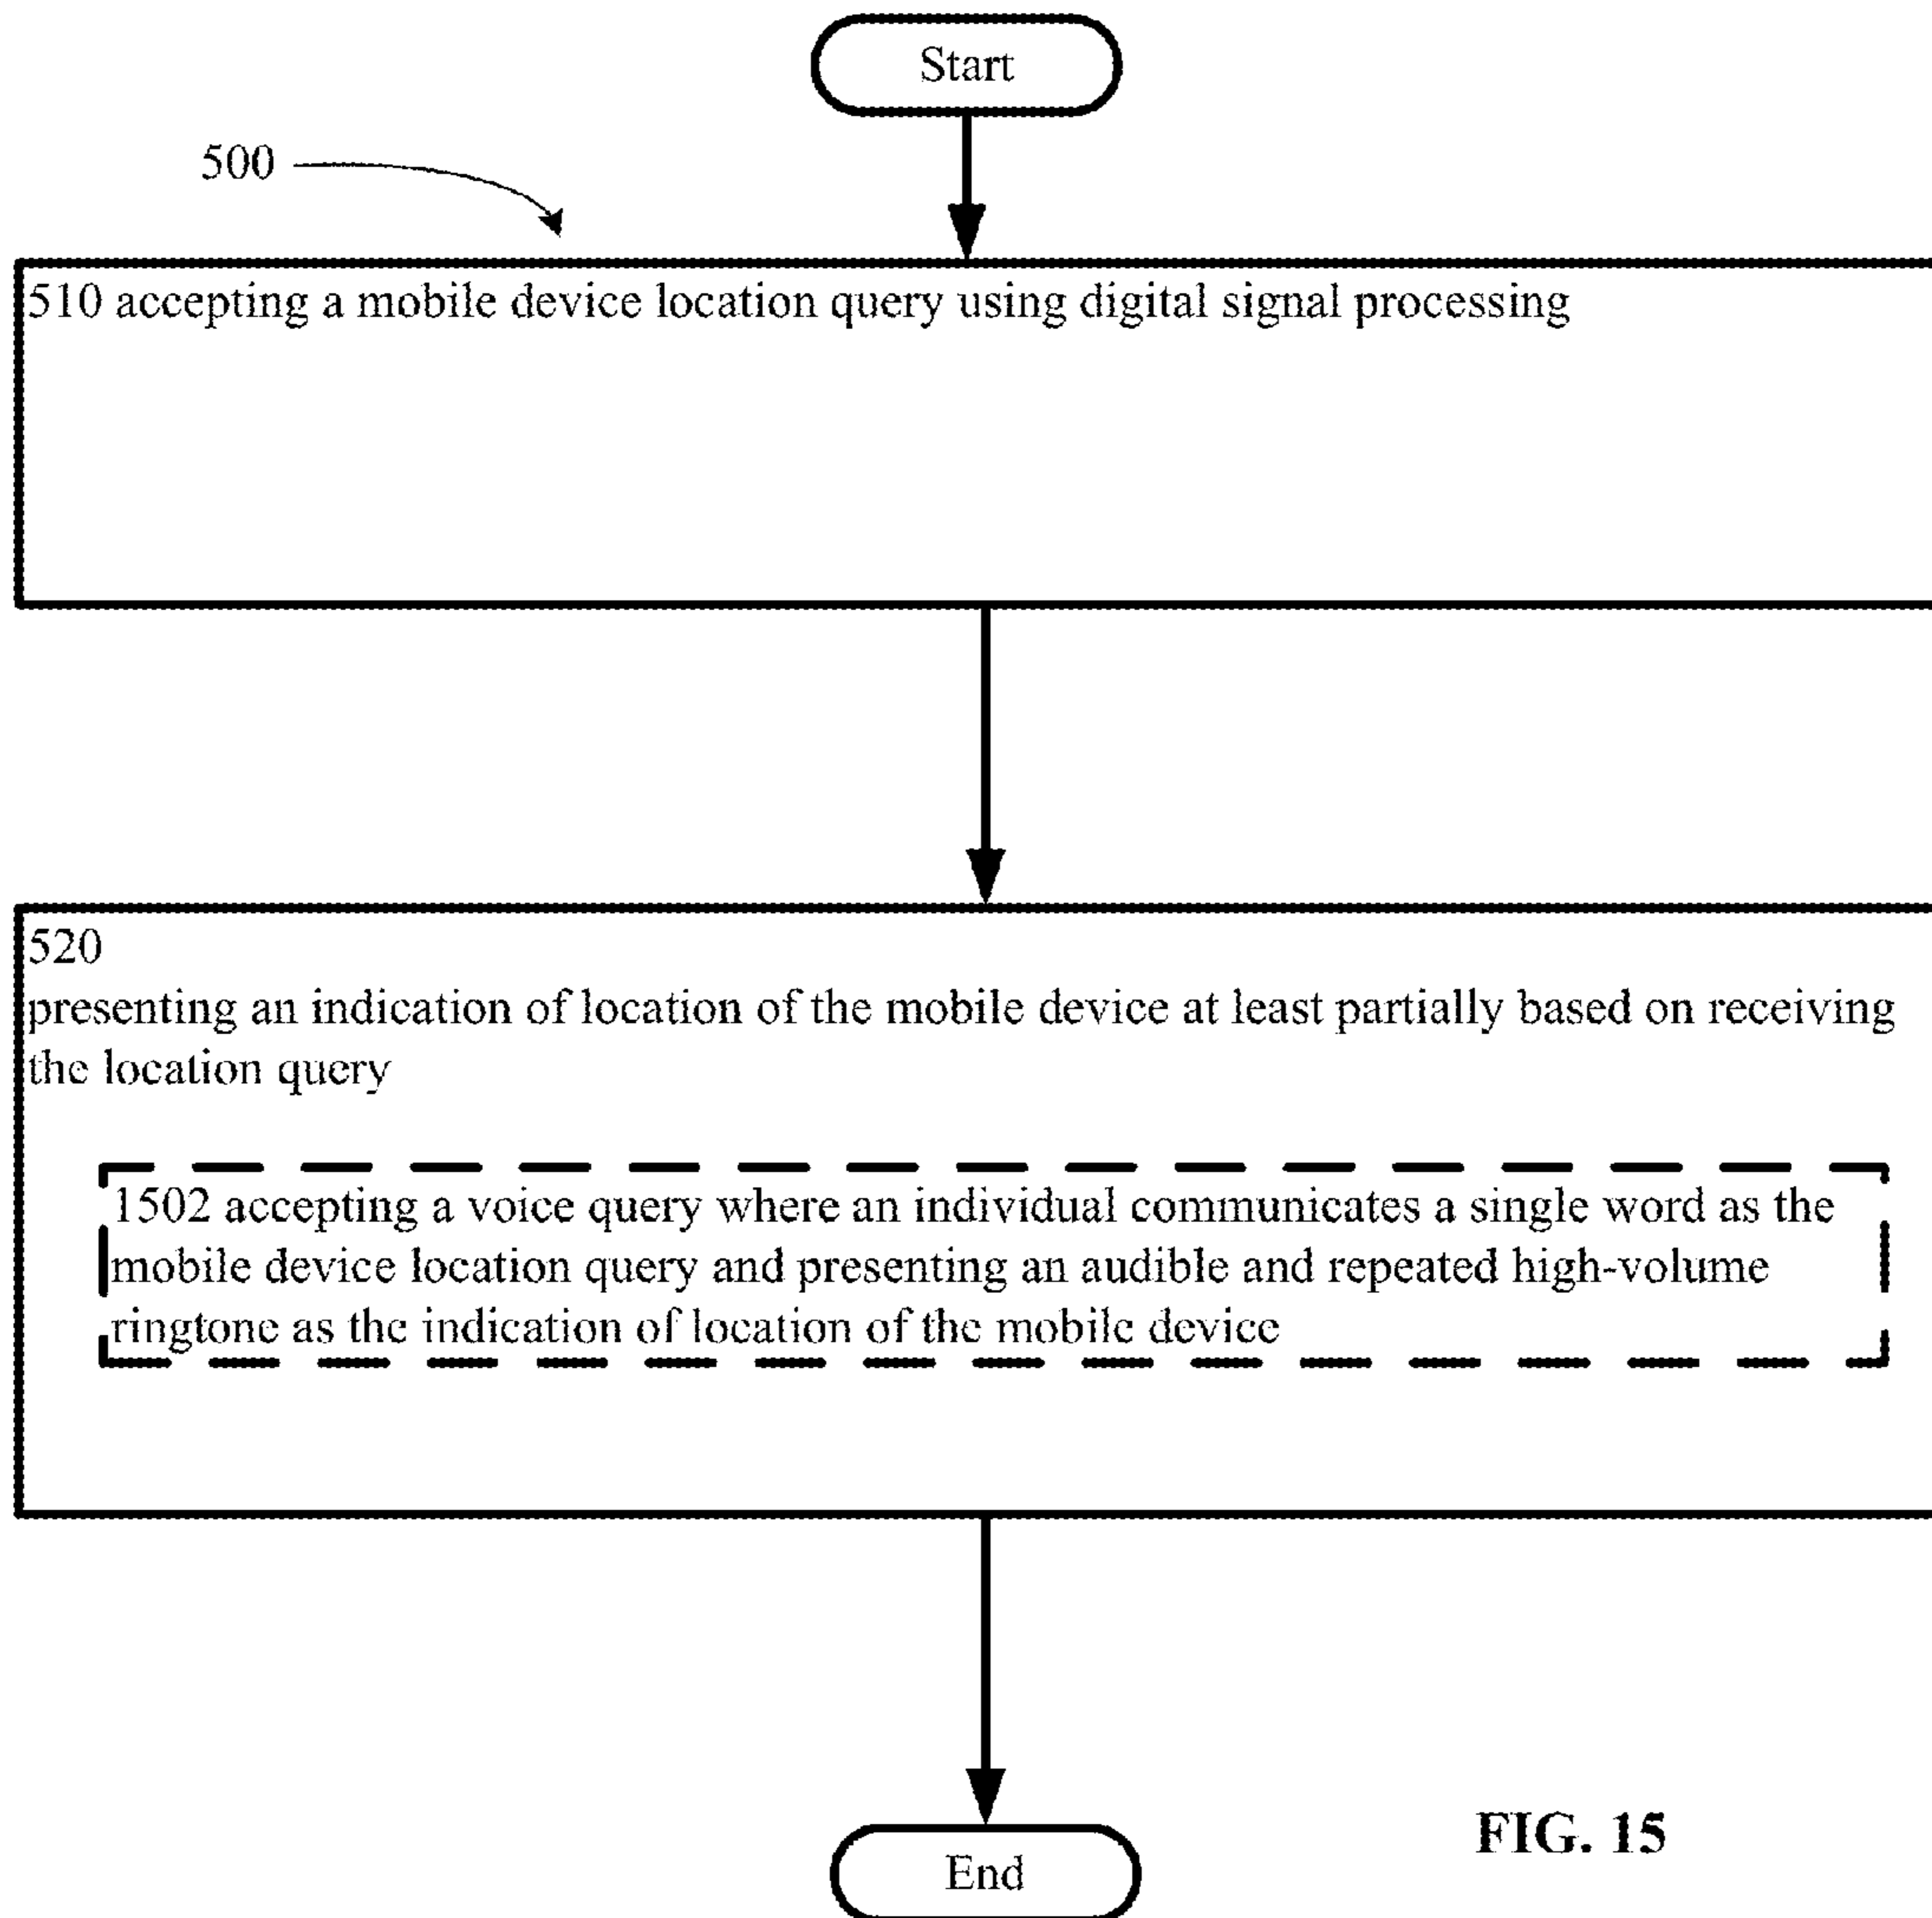 Start
500
510 accepting a mobile device location query using digital signal processing
520
presenting an indication of location of the mobile device at least partially based on receiving
the location query
1502 accepting a voice query where an individual communicates a single word as the
mobile device location query and presenting an audible and repeated high-volume
ringtone as the indication of location of the mobile device
End
FIG. 15